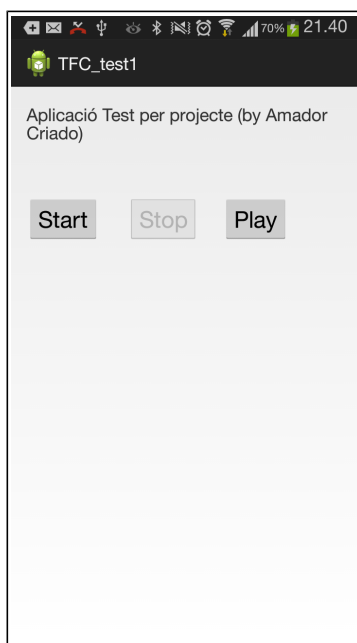 70% 21.40
TFC_test1
Aplicació Test per projecte (by Amador
Criado)
Start Stop Play